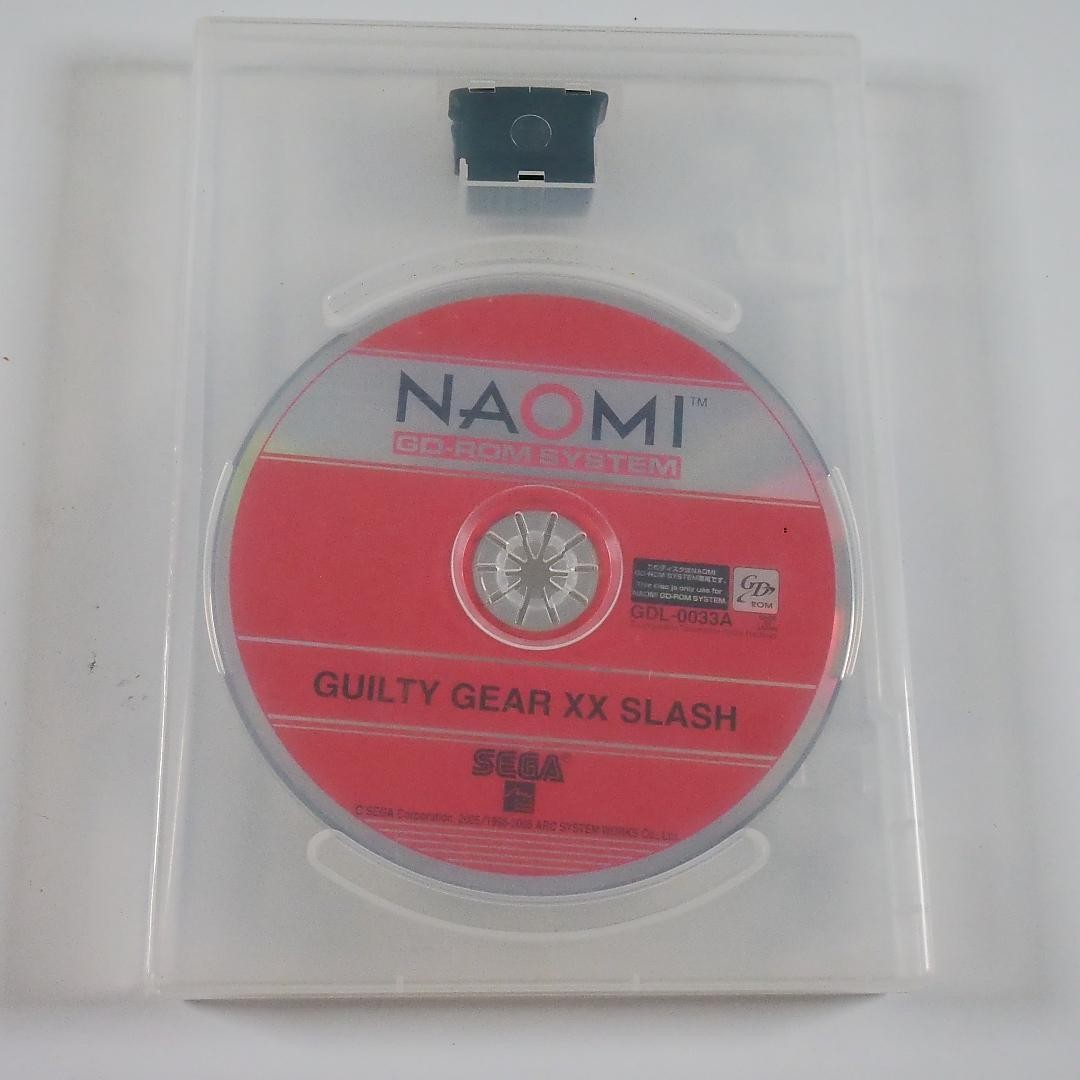 NAOMI™
GD-ROM SYSTEM
このディスクはNAOMI
GD-ROM SYSTEM専用です。
This disc is only use for
NAOMI GD-ROM SYSTEM.
GD
ROM
GDL-0033A
GUILTY GEAR XX SLASH
SEGA®
© SEGA Corporation, 2005/1998-2005 ARC SYSTEM WORKS Co., Ltd.